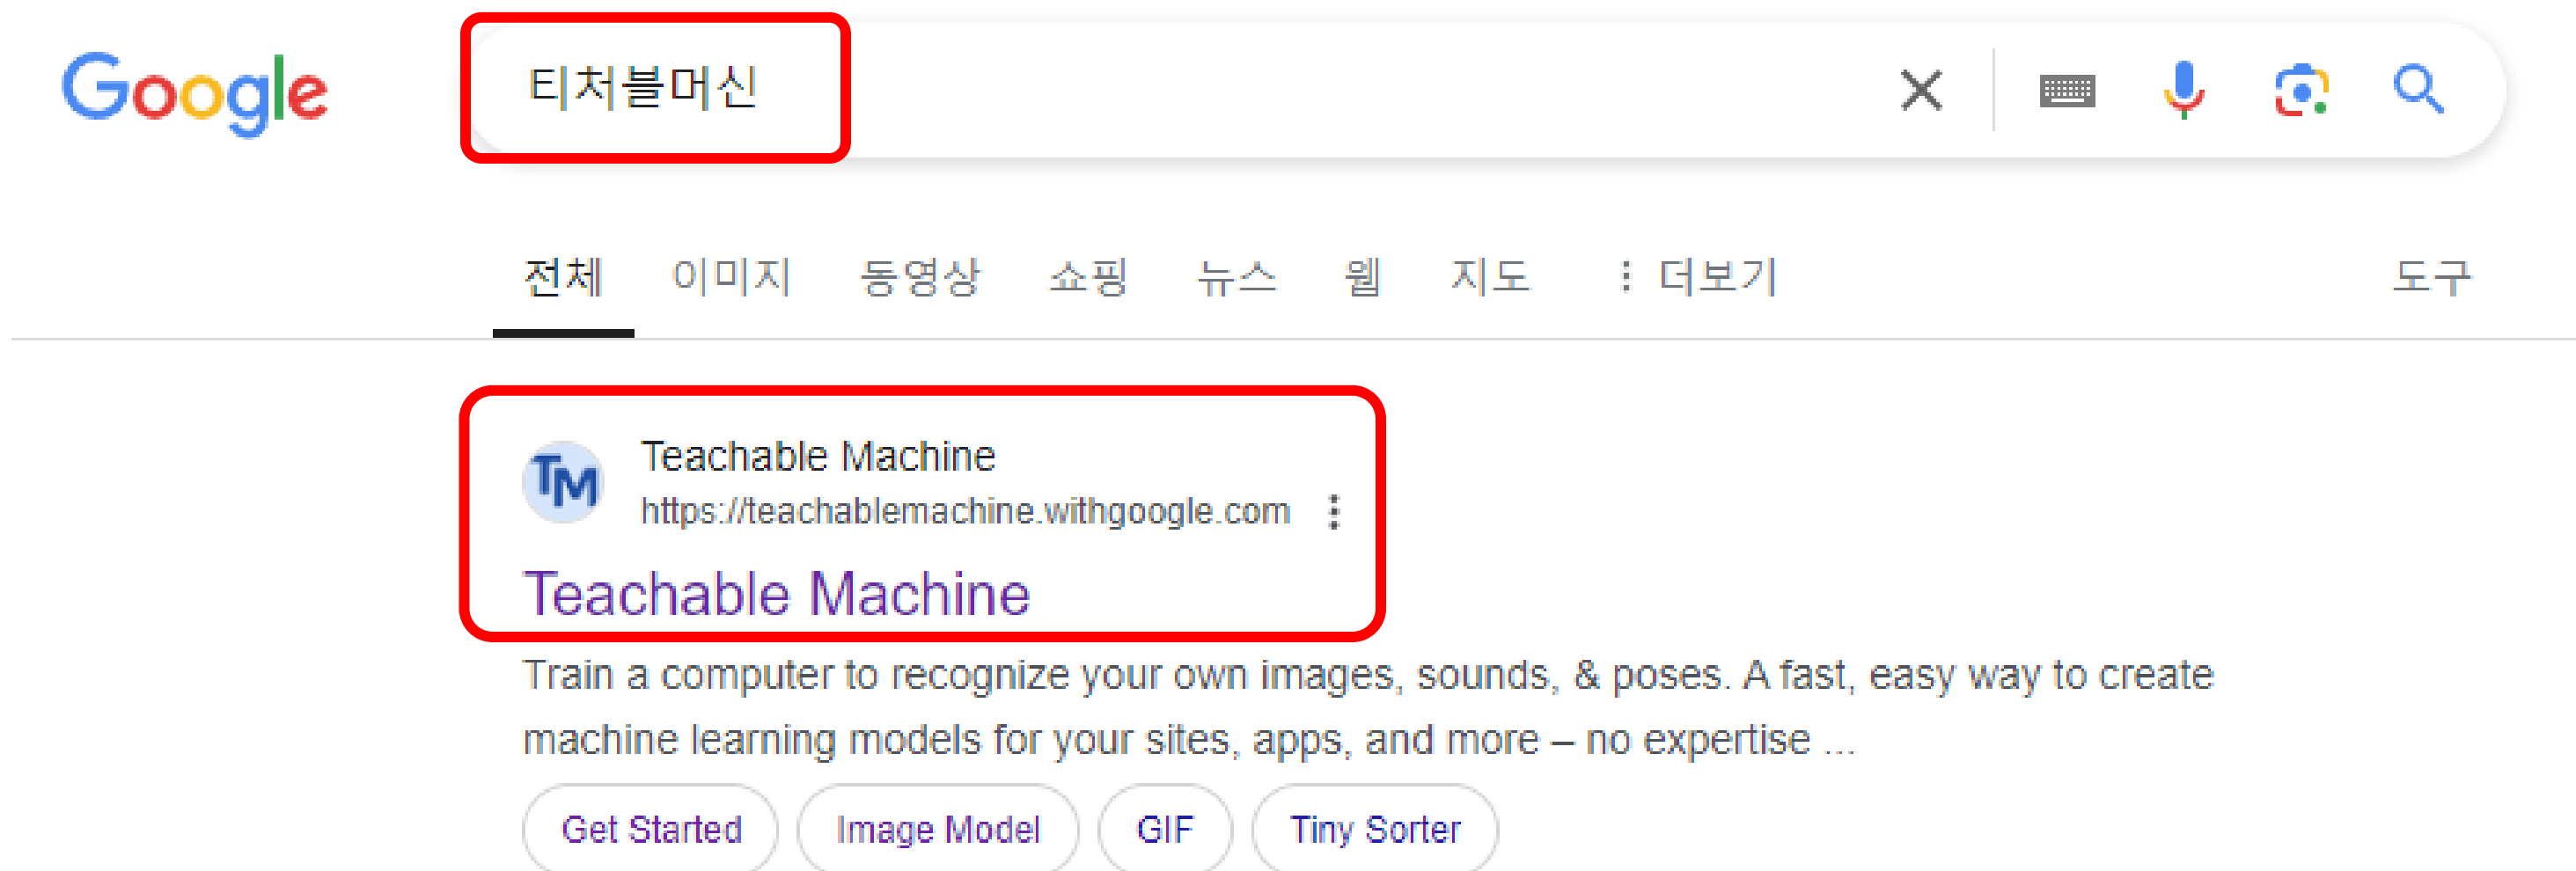 Google
티처블머신
전체 이미지 동영상 쇼핑 뉴스 웹 지도 ⋮ 더보기 도구
TM
Teachable Machine
https://teachablemachine.withgoogle.com ⋮
Teachable Machine
Train a computer to recognize your own images, sounds, & poses. A fast, easy way to create
machine learning models for your sites, apps, and more – no expertise ...
Get Started Image Model GIF Tiny Sorter